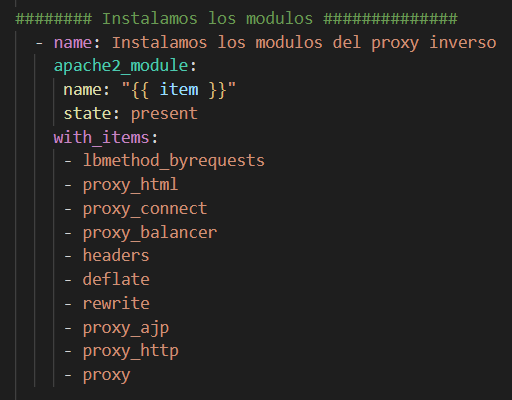 ######## Instalamos los modulos ##############
- name: Instalamos los modulos del proxy inverso
apache2_module:
name: "{{ item }}"
state: present
with_items:
- lbmethod_byrequests
- proxy_html
- proxy_connect
- proxy_balancer
- headers
- deflate
- rewrite
- proxy_ajp
- proxy_http
- proxy